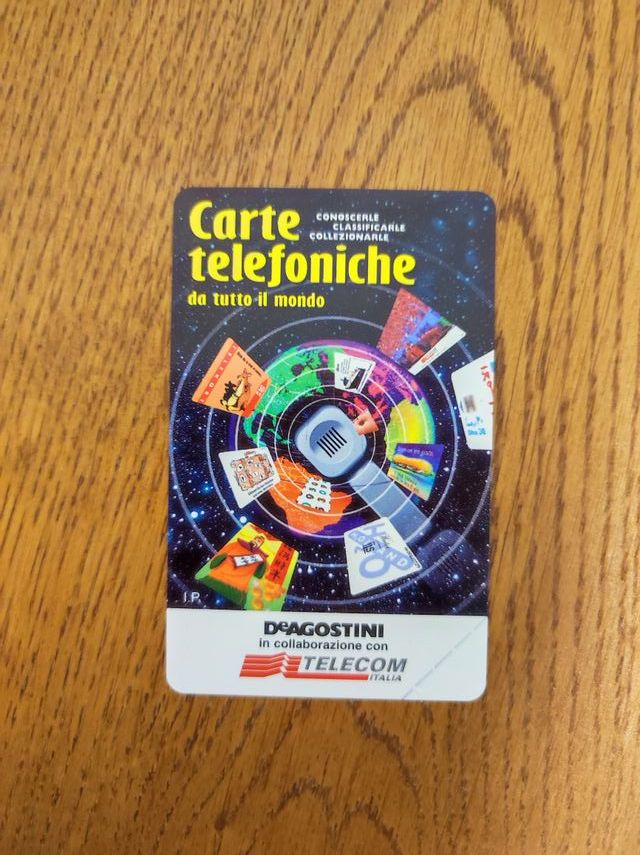 Carte
telefoniche
CONOSCERLE
CLASSIFICARLE
COLLEZIONARLE
da tutto il mondo
I.P.
DeAGOSTINI
in collaborazione con
TELECOM
ITALIA